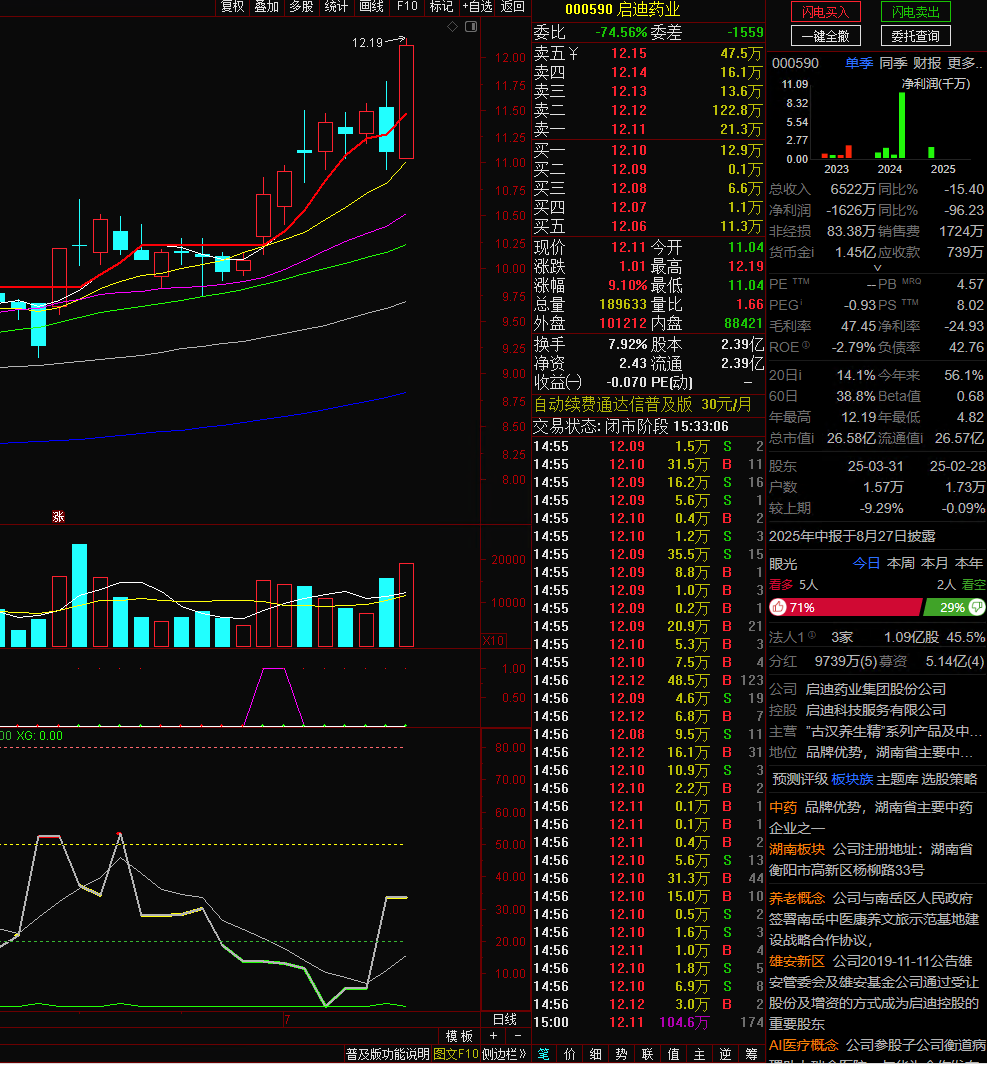 复权 叠加 多股 统计 画线 F10 标记 +自选 返回
12.19
12.00
11.75
11.50
11.25
11.00
10.75
10.50
10.25
10.00
9.75
9.50
9.25
9.00
8.75
8.50
8.25
8.00
涨
20000
10000
X10
1.00
0.50
00 XG: 0.00
80.00
70.00
60.00
50.00
40.00
30.00
20.00
10.00
7
日线
模板 + -
普及版功能说明 图文F10 侧边栏》
000590 启迪药业
委比 -74.56% 委差 -1559
卖五 ¥ 12.15 47.5万
卖四 12.14 16.1万
卖三 12.13 13.6万
卖二 12.12 122.8万
卖一 12.11 21.3万
买一 12.10 12.9万
买二 12.09 0.1万
买三 12.08 6.6万
买四 12.07 1.1万
买五 12.06 11.3万
现价 12.11 今开 11.04
涨跌 1.01 最高 12.19
涨幅 9.10% 最低 11.04
总量 189633 量比 1.66
外盘 101212 内盘 88421
换手 7.92% 股本 2.39亿
净资 2.43 流通 2.39亿
收益(一) -0.070 PE(动) —
自动续费通达信普及版 30元/月
交易状态: 闭市阶段 15:33:06
14:55 12.09 1.5万 S 2
14:55 12.10 31.5万 B 11
14:55 12.09 16.2万 S 16
14:55 12.09 5.6万 S 1
14:55 12.10 0.4万 B 2
14:55 12.09 1.2万 S 3
14:55 12.09 35.5万 S 15
14:55 12.09 8.8万 B 1
14:55 12.09 1.0万 B 3
14:55 12.09 0.2万 B 1
14:55 12.09 20.9万 B 21
14:55 12.10 5.3万 B 3
14:55 12.10 7.5万 B 4
14:56 12.12 48.5万 B 123
14:56 12.09 4.6万 S 19
14:56 12.12 6.8万 B 7
14:56 12.08 9.5万 S 11
14:56 12.12 16.1万 B 31
14:56 12.10 10.9万 S 3
14:56 12.10 2.2万 B 2
14:56 12.11 0.1万 B 1
14:56 12.11 0.1万 B 1
14:56 12.11 0.4万 B 2
14:56 12.10 5.6万 S 13
14:56 12.10 31.3万 B 44
14:56 12.10 15.0万 B 10
14:56 12.10 0.5万 S 2
14:56 12.10 1.6万 S 3
14:56 12.11 1.0万 B 4
14:56 12.10 1.8万 S 5
14:56 12.10 6.9万 S 8
14:56 12.12 3.0万 B 2
15:00 12.11 104.6万 174
笔 价 细 势 联 值 主 逆 筹
闪电买入 闪电卖出
一键全撤 委托查询
000590 单季 同季 财报 更多..
净利润(千万)
11.09
8.32
5.54
2.77
0.00
2023 2024 2025
总收入 6522万 同比% -15.40
净利润 -1626万 同比% -96.23
非经损 83.38万 销售费 1724万
货币金i 1.45亿 应收款 739万
PE TTM -- PB MRQ 4.57
PEG i -0.93 PS TTM 8.02
毛利率 47.45 净利率 -24.93
ROE -2.79% 负债率 42.76
20日i 14.1% 今年来 56.1%
60日 38.8% Beta值 0.68
年最高 12.19 年最低 4.82
总市值i 26.58亿 流通值i 26.57亿
股东 25-03-31 25-02-28
户数 1.57万 1.73万
较上期 -9.29% -0.09%
2025年中报于8月27日披露
眼光 今日 本周 本月 本年
看多 5人 2人 看空
71% 29%
法人1 3家 1.09亿股 45.5%
分红 9739万(5) 募资 5.14亿(4)
公司 启迪药业集团股份公司
控股 启迪科技服务有限公司
主营 "古汉养生精"系列产品及中...
地位 品牌优势，湖南省主要中...
预测评级 板块族 主题库 选股策略
中药 品牌优势，湖南省主要中药
企业之一
湖南板块 公司注册地址：湖南省
衡阳市高新区杨柳路33号
养老概念 公司与南岳区人民政府
签署南岳中医康养文旅示范基地建
设战略合作协议，
雄安新区 公司2019-11-11公告雄
安管委会及雄安基金公司通过受让
股份及增资的方式成为启迪控股的
重要股东
AI医疗概念 公司参股子公司衡道病